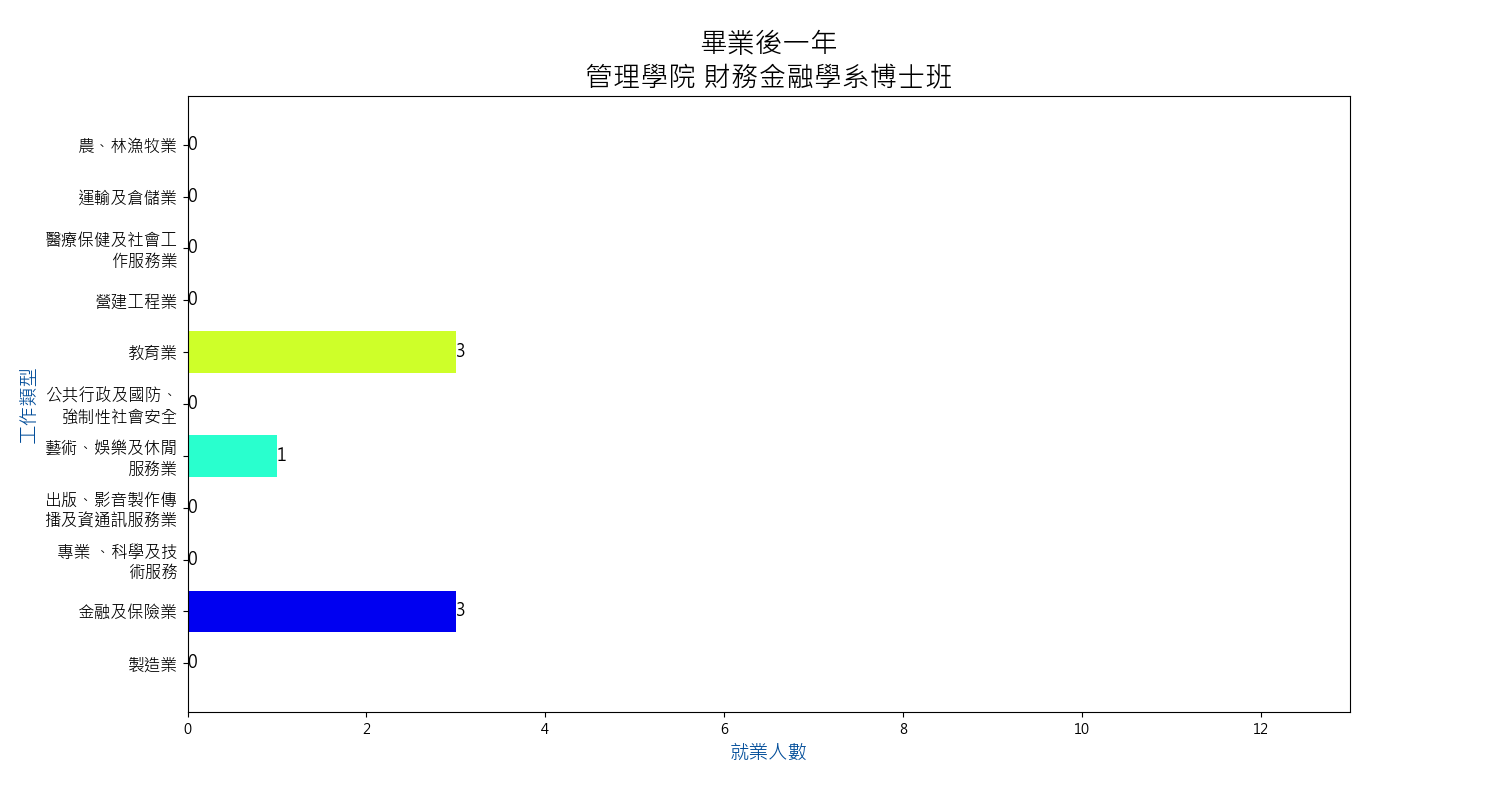 畢業後一年
管理學院 財務金融學系博士班
農、林漁牧業
0
運輸及倉儲業
0
醫療保健及社會工
作服務業
0
營建工程業
0
教育業
3
公共行政及國防、
強制性社會安全
0
藝術、娛樂及休閒
服務業
1
出版、影音製作傳
播及資通訊服務業
0
專業 、科學及技
術服務
0
金融及保險業
3
製造業
0
工作類型
0 2 4 6 8 10 12
就業人數